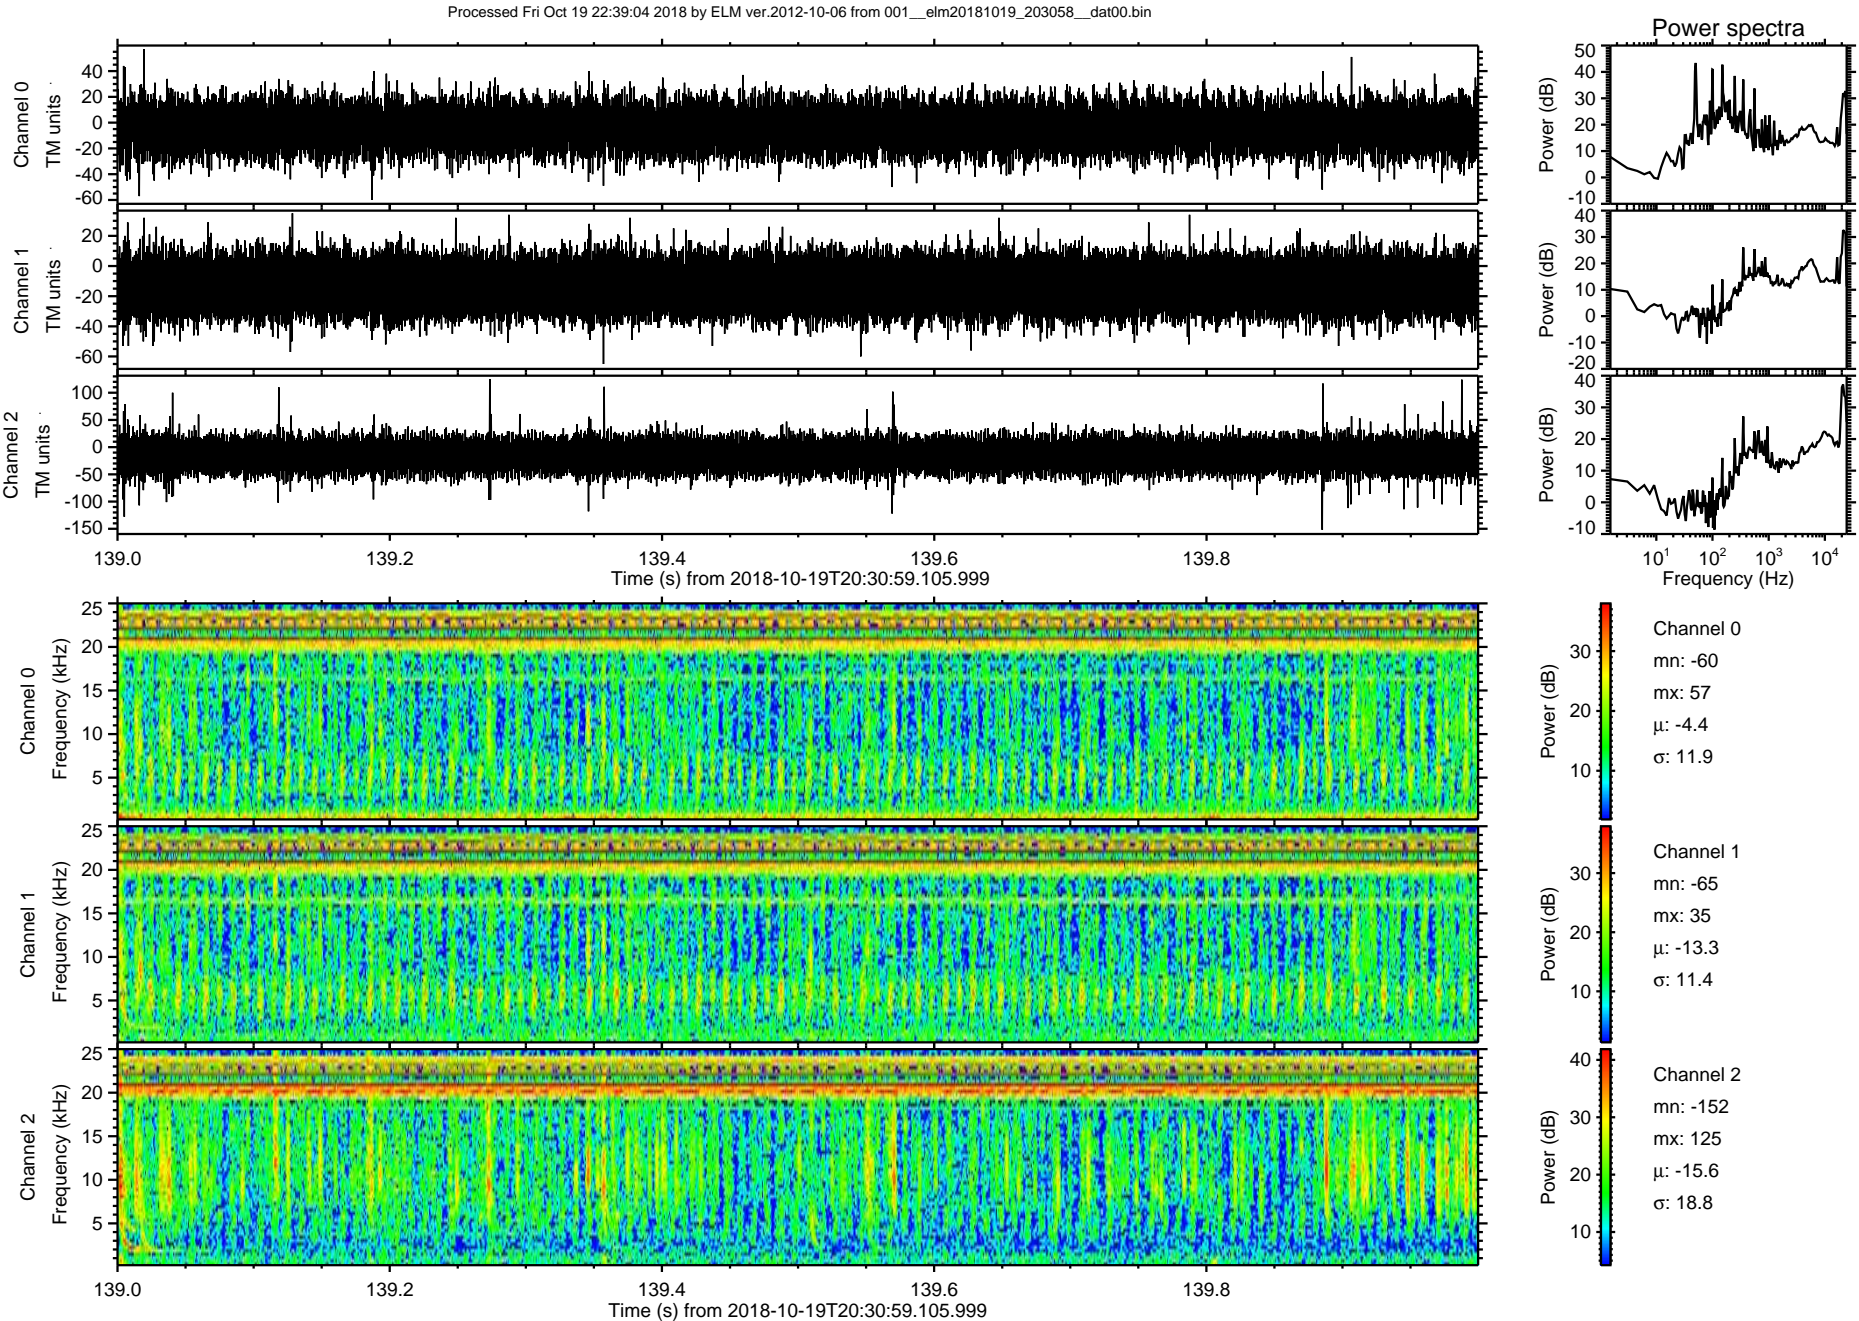 Processed Fri Oct 19 22:39:04 2018 by ELM ver.2012-10-06 from 001__elm20181019_203058__dat00.bin
Power spectra
Channel 0
TM units
40
20
0
-20
-40
-60
Power (dB)
50
40
30
20
10
0
-10
Channel 1
TM units
20
0
-20
-40
-60
Power (dB)
40
30
20
10
0
-10
-20
Channel 2
TM units
100
50
0
-50
-100
-150
Power (dB)
40
30
20
10
0
-10
139.0 139.2 139.4 139.6 139.8
Time (s) from 2018-10-19T20:30:59.105.999
10¹ 10² 10³ 10⁴
Frequency (Hz)
Channel 0
Frequency (kHz)
25
20
15
10
5
Power (dB)
30
20
10
Channel 0
mn: -60
mx: 57
μ: -4.4
σ: 11.9
Channel 1
Frequency (kHz)
25
20
15
10
5
Power (dB)
30
20
10
Channel 1
mn: -65
mx: 35
μ: -13.3
σ: 11.4
Channel 2
Frequency (kHz)
25
20
15
10
5
Power (dB)
40
30
20
10
Channel 2
mn: -152
mx: 125
μ: -15.6
σ: 18.8
139.0 139.2 139.4 139.6 139.8
Time (s) from 2018-10-19T20:30:59.105.999